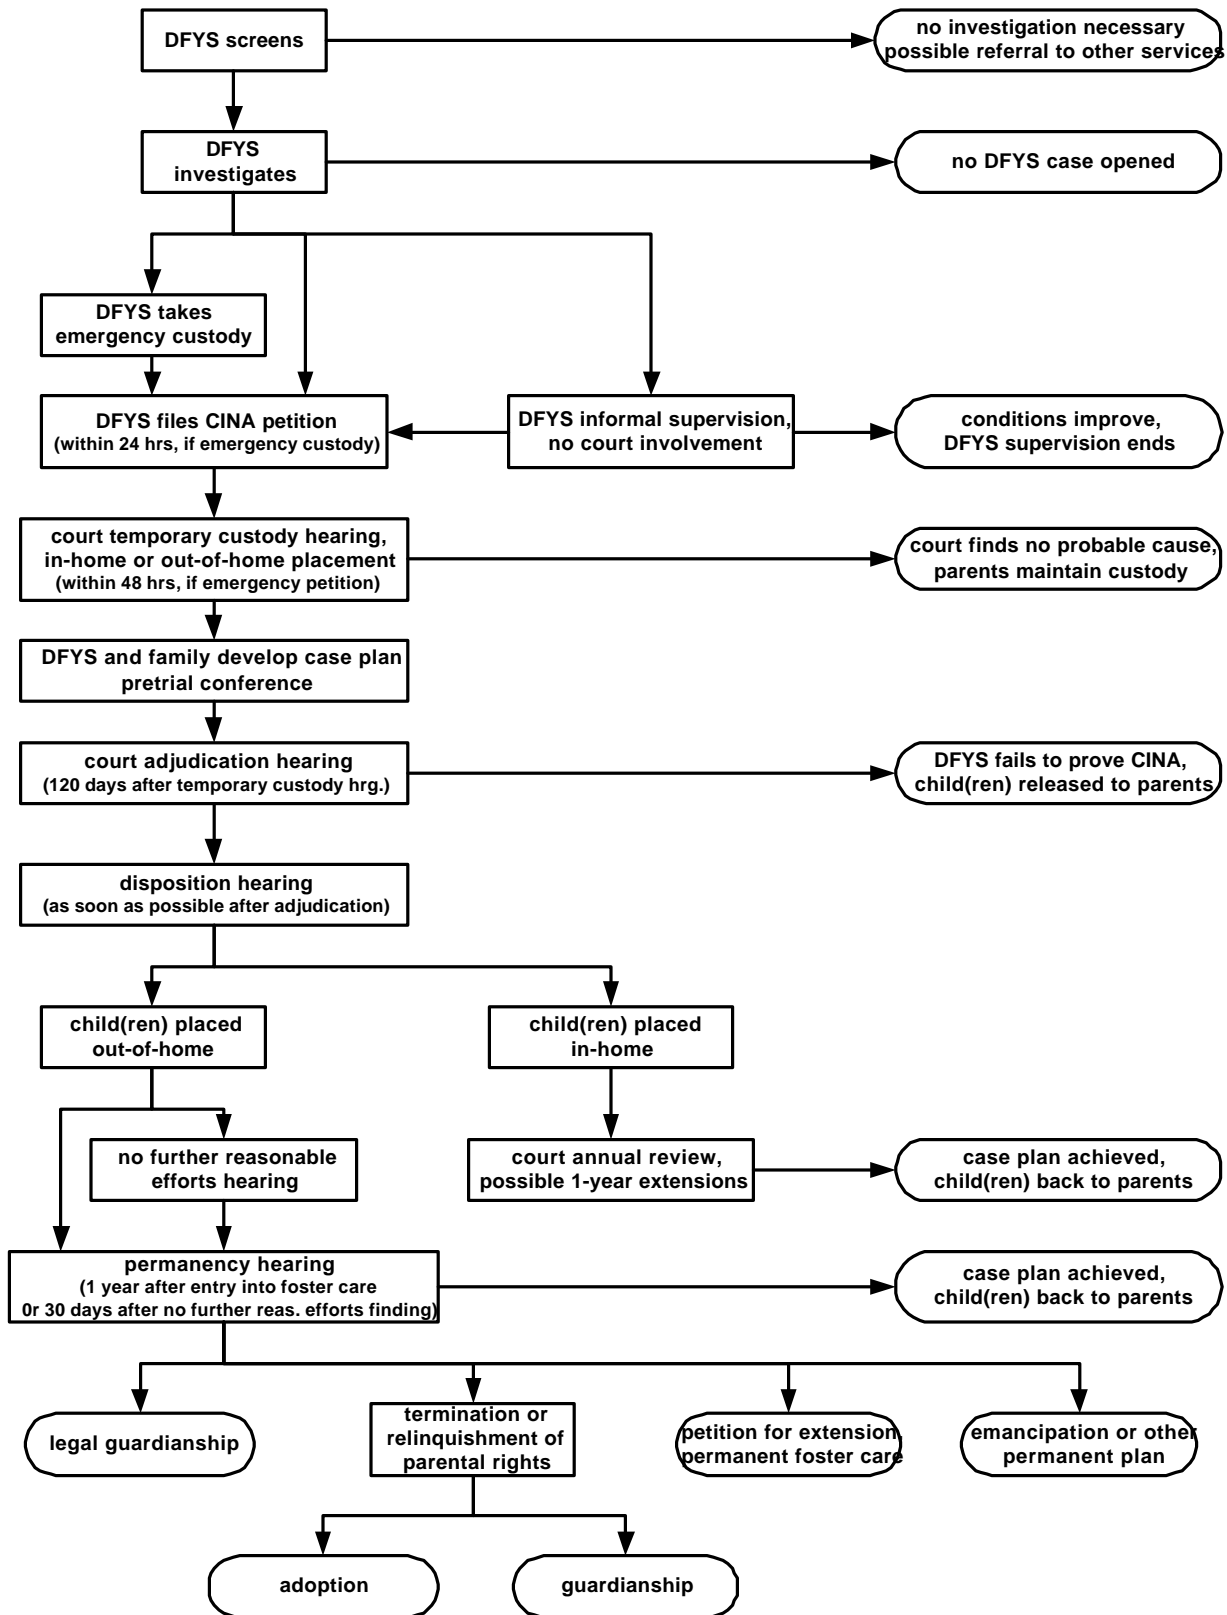 DFYS screens
no investigation necessary
possible referral to other services
DFYS
investigates
no DFYS case opened
DFYS takes
emergency custody
DFYS files CINA petition
(within 24 hrs, if emergency custody)
DFYS informal supervision,
no court involvement
conditions improve,
DFYS supervision ends
court temporary custody hearing,
in-home or out-of-home placement
(within 48 hrs, if emergency petition)
court finds no probable cause,
parents maintain custody
DFYS and family develop case plan
pretrial conference
court adjudication hearing
(120 days after temporary custody hrg.)
DFYS fails to prove CINA,
child(ren) released to parents
disposition hearing
(as soon as possible after adjudication)
child(ren) placed
out-of-home
child(ren) placed
in-home
no further reasonable
efforts hearing
court annual review,
possible 1-year extensions
case plan achieved,
child(ren) back to parents
permanency hearing
(1 year after entry into foster care
0r 30 days after no further reas. efforts finding)
case plan achieved,
child(ren) back to parents
legal guardianship
termination or
relinquishment of
parental rights
petition for extension,
permanent foster care
emancipation or other
permanent plan
adoption
guardianship